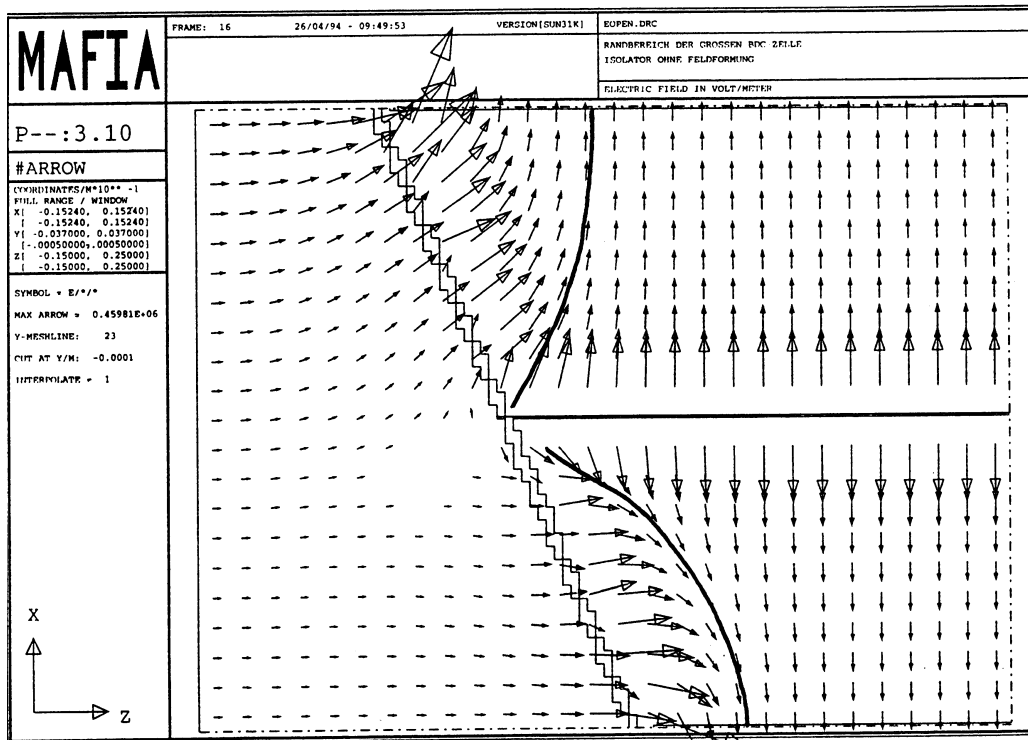 MAFIA
FRAME: 16 26/04/94 - 09:49:53 VERSION[SUN31K] EOPEN.DRC
RANDBEREICH DER GROSSEN BDC ZELLE
ISOLATOR OHNE FELDFORMUNG
ELECTRIC FIELD IN VOLT/METER
P--:3.10
#ARROW
COORDINATES/M*10** -1
FULL RANGE / WINDOW
X[ -0.15240, 0.15240]
[ -0.15240, 0.15240]
Y[ -0.037000, 0.037000]
[-.00050000,.00050000]
Z[ -0.15000, 0.25000]
[ -0.15000, 0.25000]
SYMBOL = E/*/*
MAX ARROW = 0.45981E+06
Y-MESHLINE: 23
CUT AT Y/M: -0.0001
INTERPOLATE = 1
X
Z